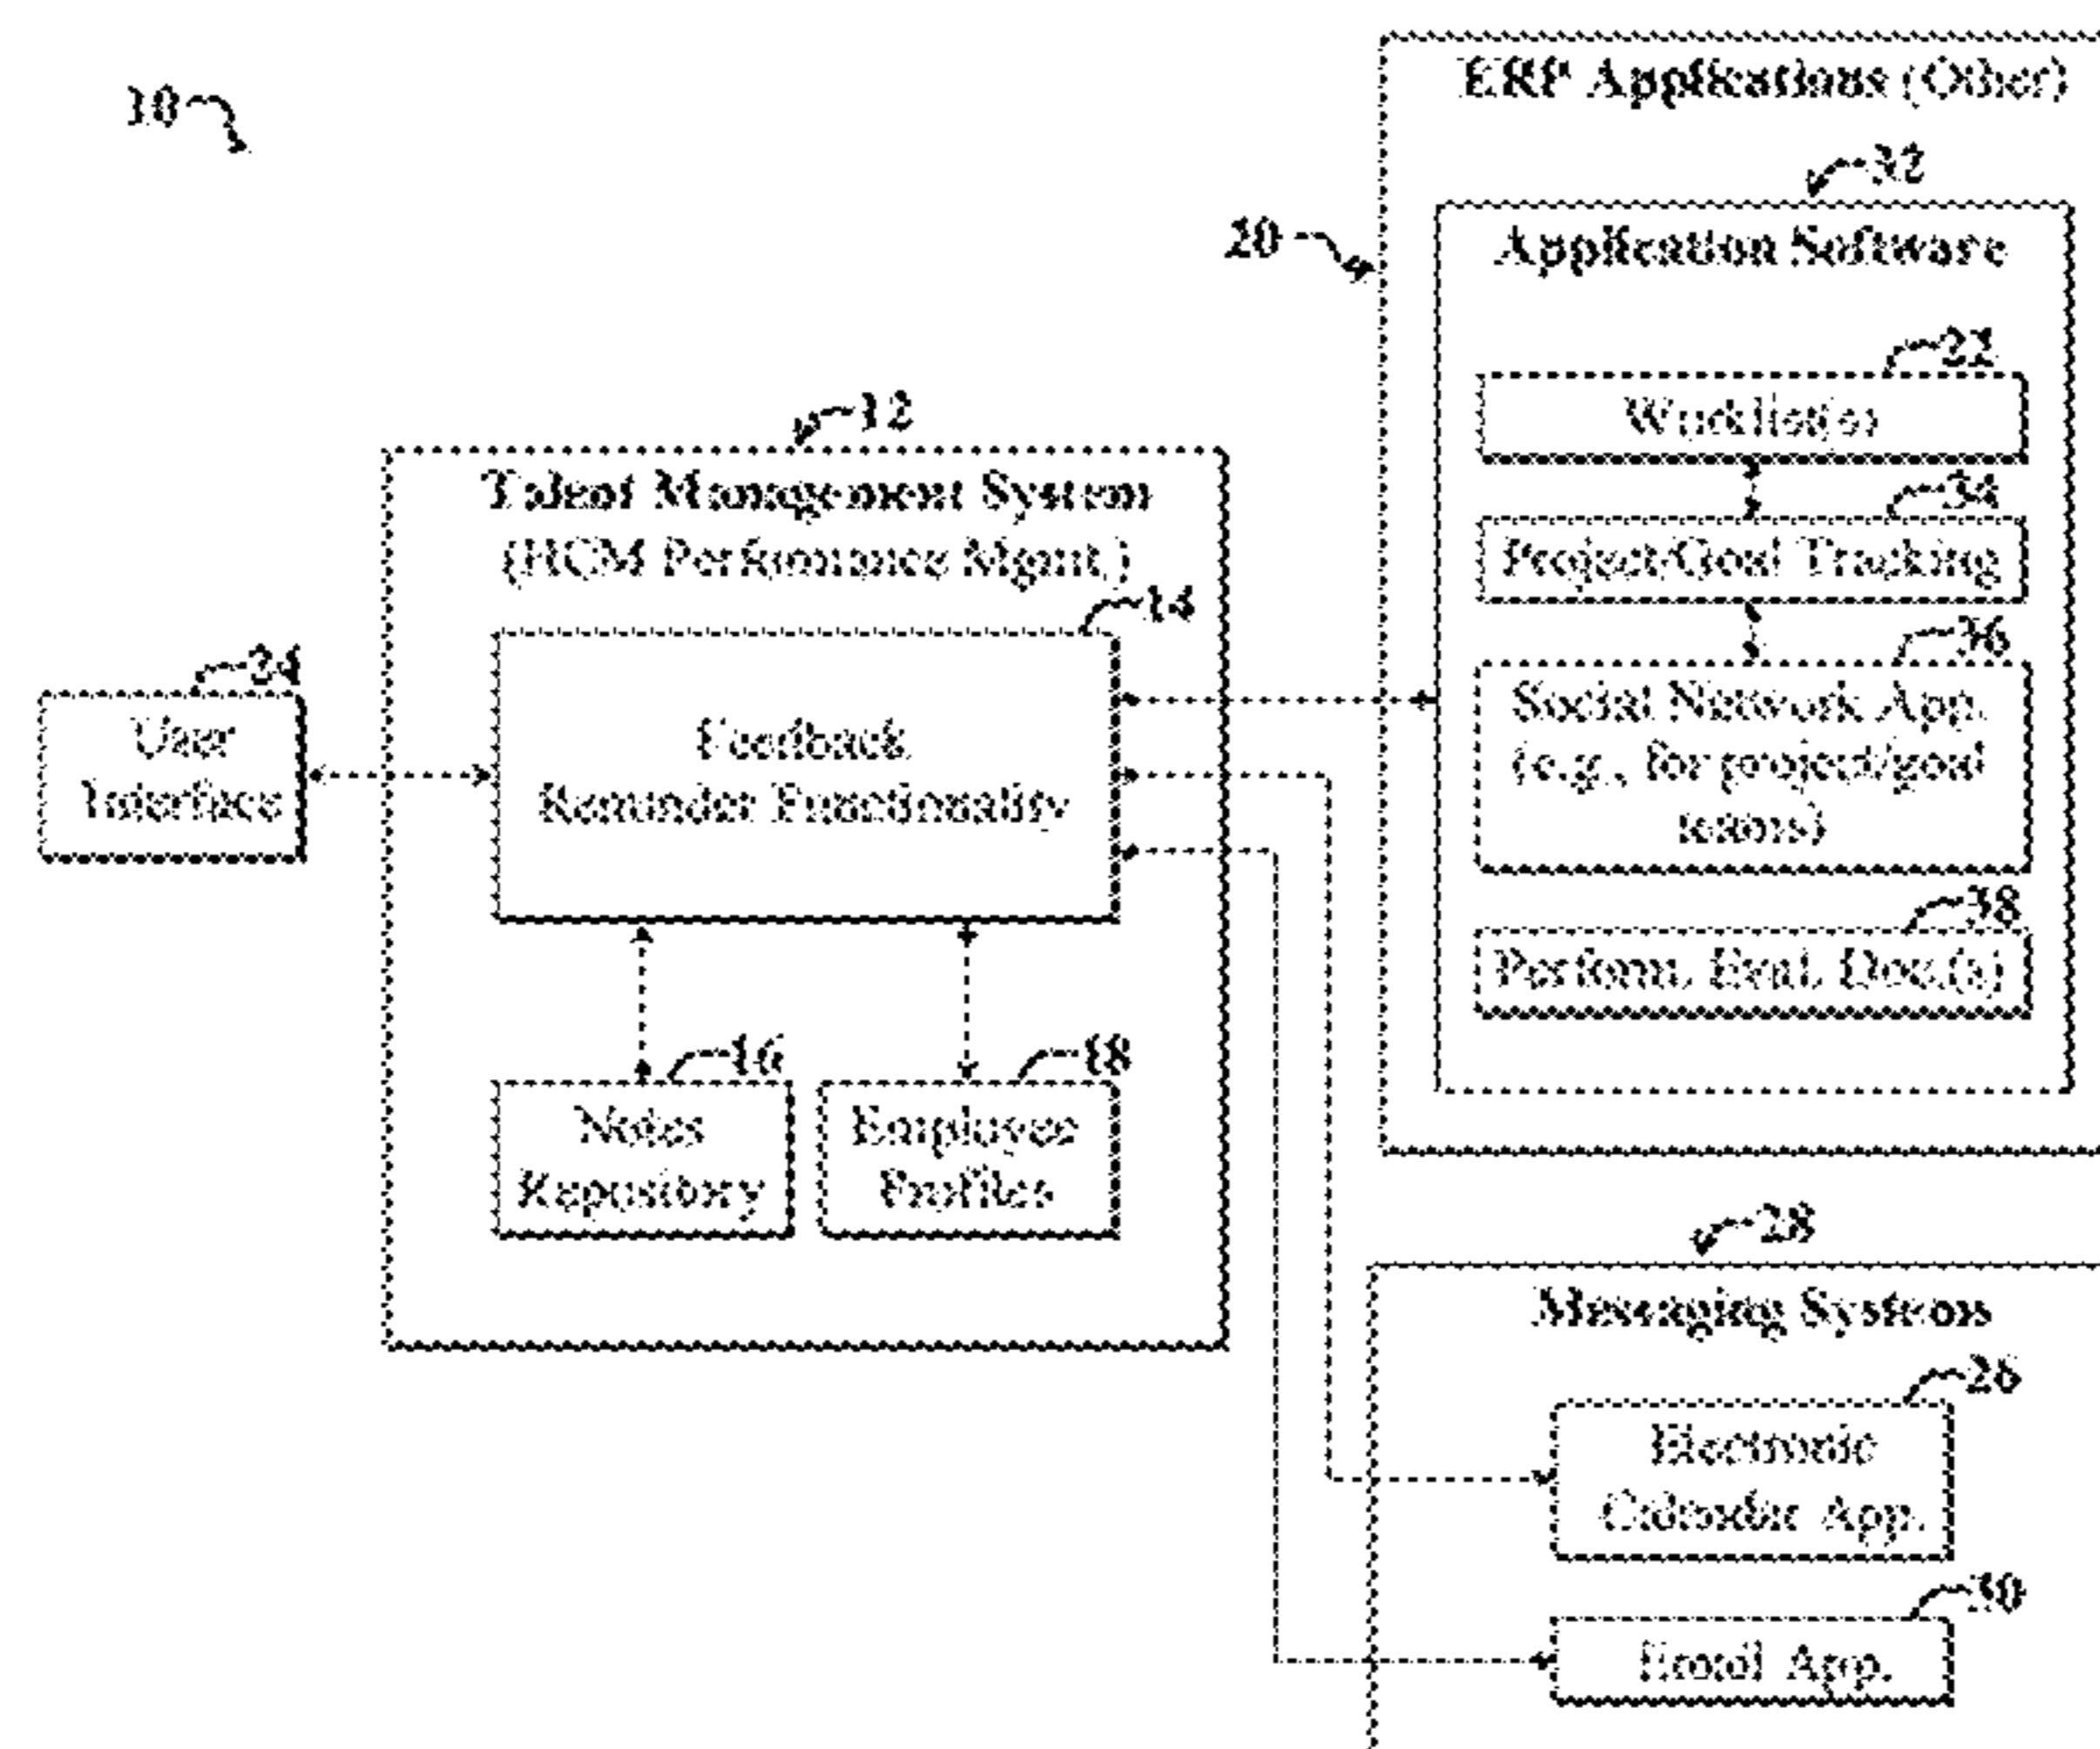 10
ERP Applications (Other)
32
20
Application Software
22
Worklist(s)
12
Talent Management System
(HCM Performance Mgmt.)
34
Project/Goal Tracking
14
36
24
User
Interface
Feedback
Reminder Functionality
Social Network App.
(e.g., for project/goal
teams)
38
Perform. Eval. Doc.(s)
16
18
Notes
Repository
Employee
Profiles
28
Messaging Systems
26
Electronic
Calendar App.
30
Email App.